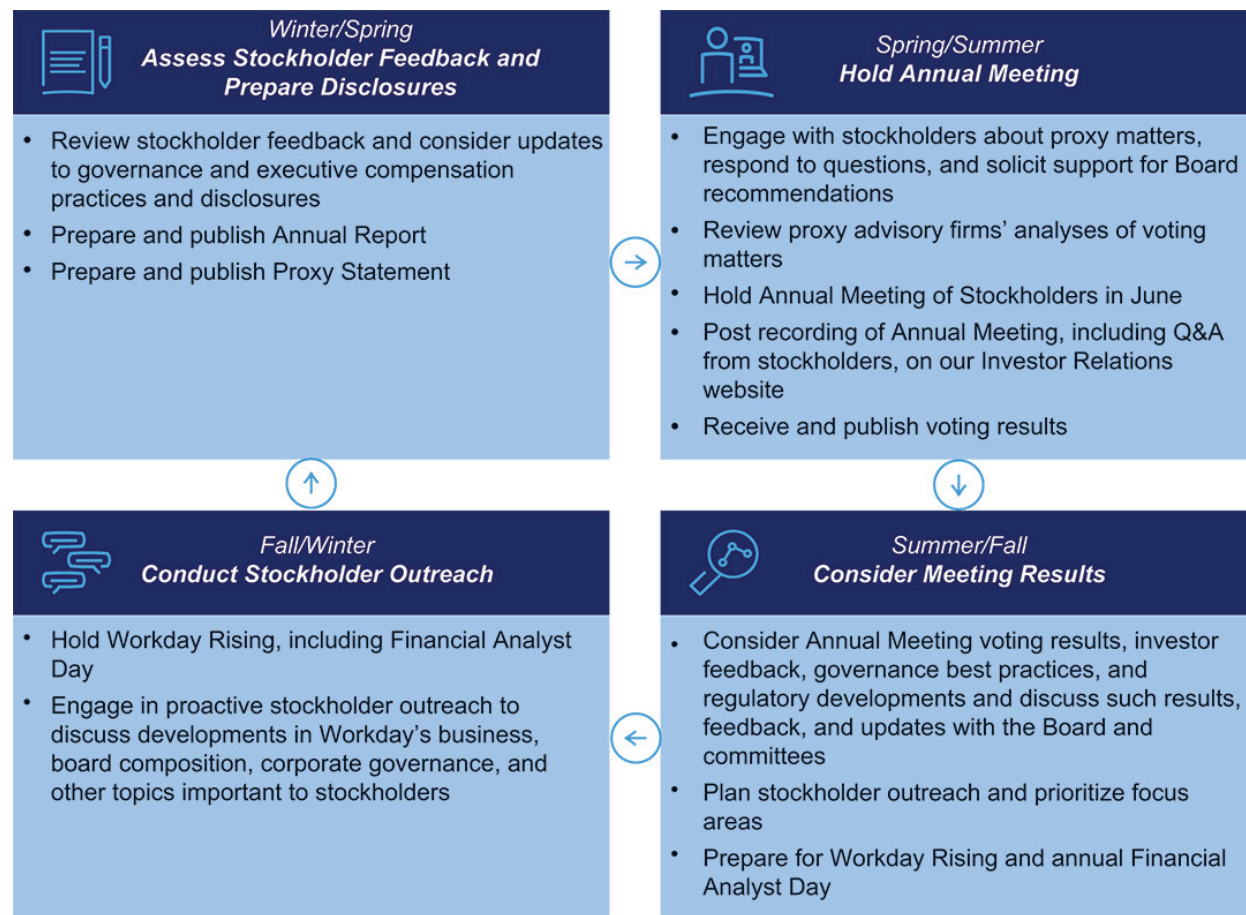 Winter/Spring
Assess Stockholder Feedback and
Prepare Disclosures
• Review stockholder feedback and consider updates
to governance and executive compensation
practices and disclosures
• Prepare and publish Annual Report
• Prepare and publish Proxy Statement
Spring/Summer
Hold Annual Meeting
• Engage with stockholders about proxy matters,
respond to questions, and solicit support for Board
recommendations
• Review proxy advisory firms’ analyses of voting
matters
• Hold Annual Meeting of Stockholders in June
• Post recording of Annual Meeting, including Q&A
from stockholders, on our Investor Relations
website
• Receive and publish voting results
Fall/Winter
Conduct Stockholder Outreach
• Hold Workday Rising, including Financial Analyst
Day
• Engage in proactive stockholder outreach to
discuss developments in Workday’s business,
board composition, corporate governance, and
other topics important to stockholders
Summer/Fall
Consider Meeting Results
• Consider Annual Meeting voting results, investor
feedback, governance best practices, and
regulatory developments and discuss such results,
feedback, and updates with the Board and
committees
• Plan stockholder outreach and prioritize focus
areas
• Prepare for Workday Rising and annual Financial
Analyst Day